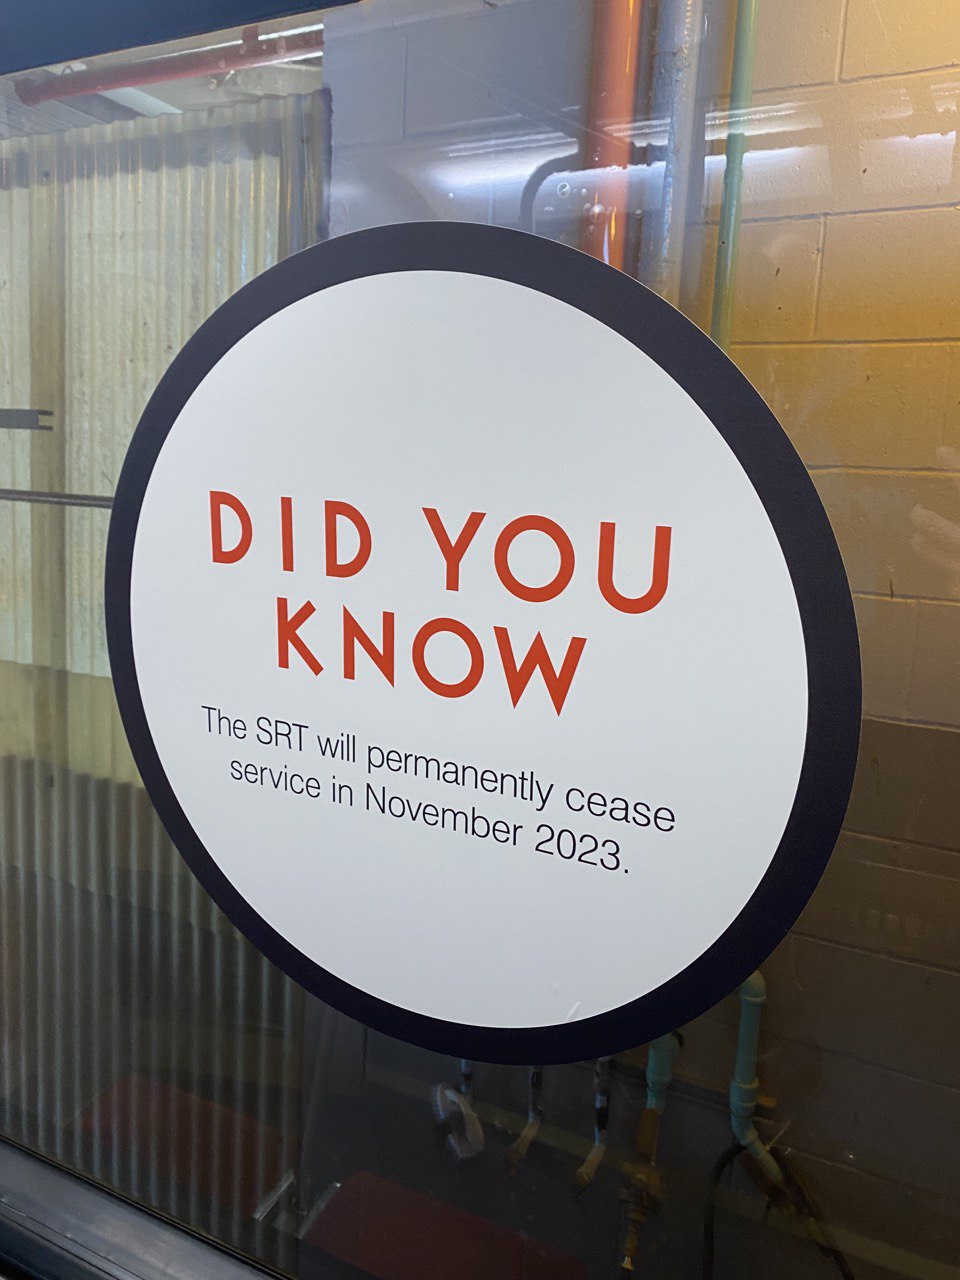 DID YOU
KNOW
The SRT will permanently cease
service in November 2023.